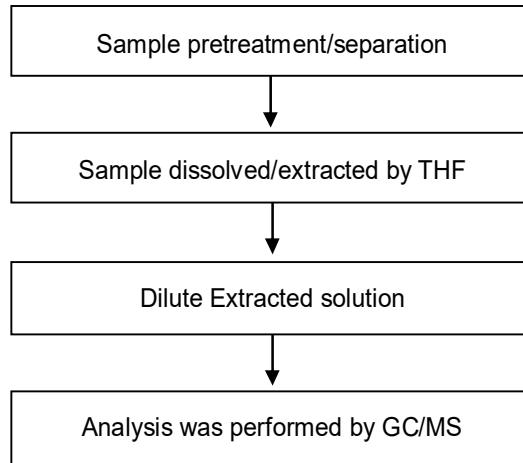 Sample pretreatment/separation
Sample dissolved/extracted by THF
Dilute Extracted solution
Analysis was performed by GC/MS